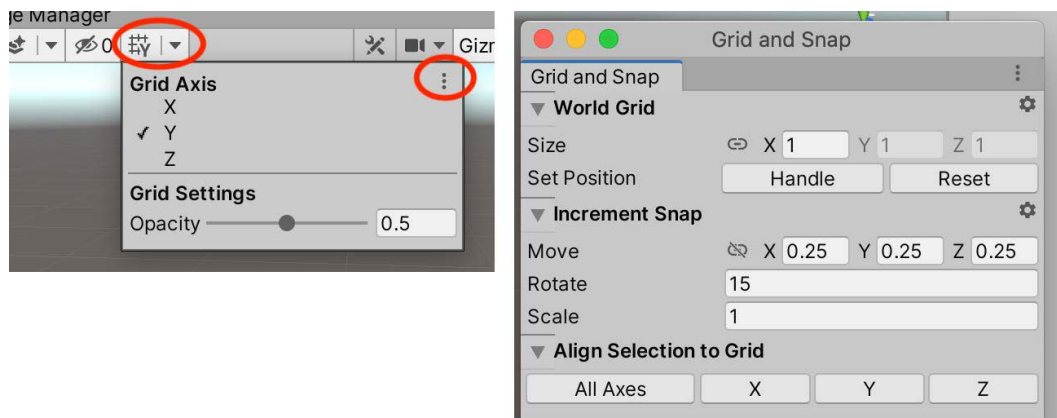 ge Manager
0 Y Gizr
Grid Axis
X
✓ Y
Z
Grid Settings
Opacity 0.5
Grid and Snap
Grid and Snap
World Grid
Size X 1 Y 1 Z 1
Set Position Handle Reset
Increment Snap
Move X 0.25 Y 0.25 Z 0.25
Rotate 15
Scale 1
Align Selection to Grid
All Axes X Y Z